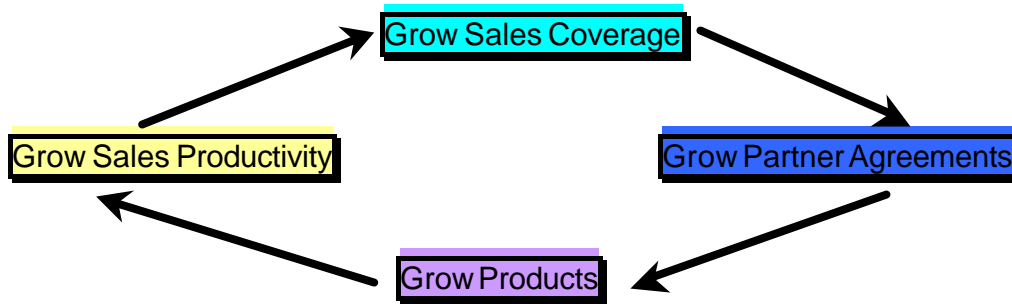 Grow Sales Coverage
Grow Sales Productivity
Grow Partner Agreements
Grow Products